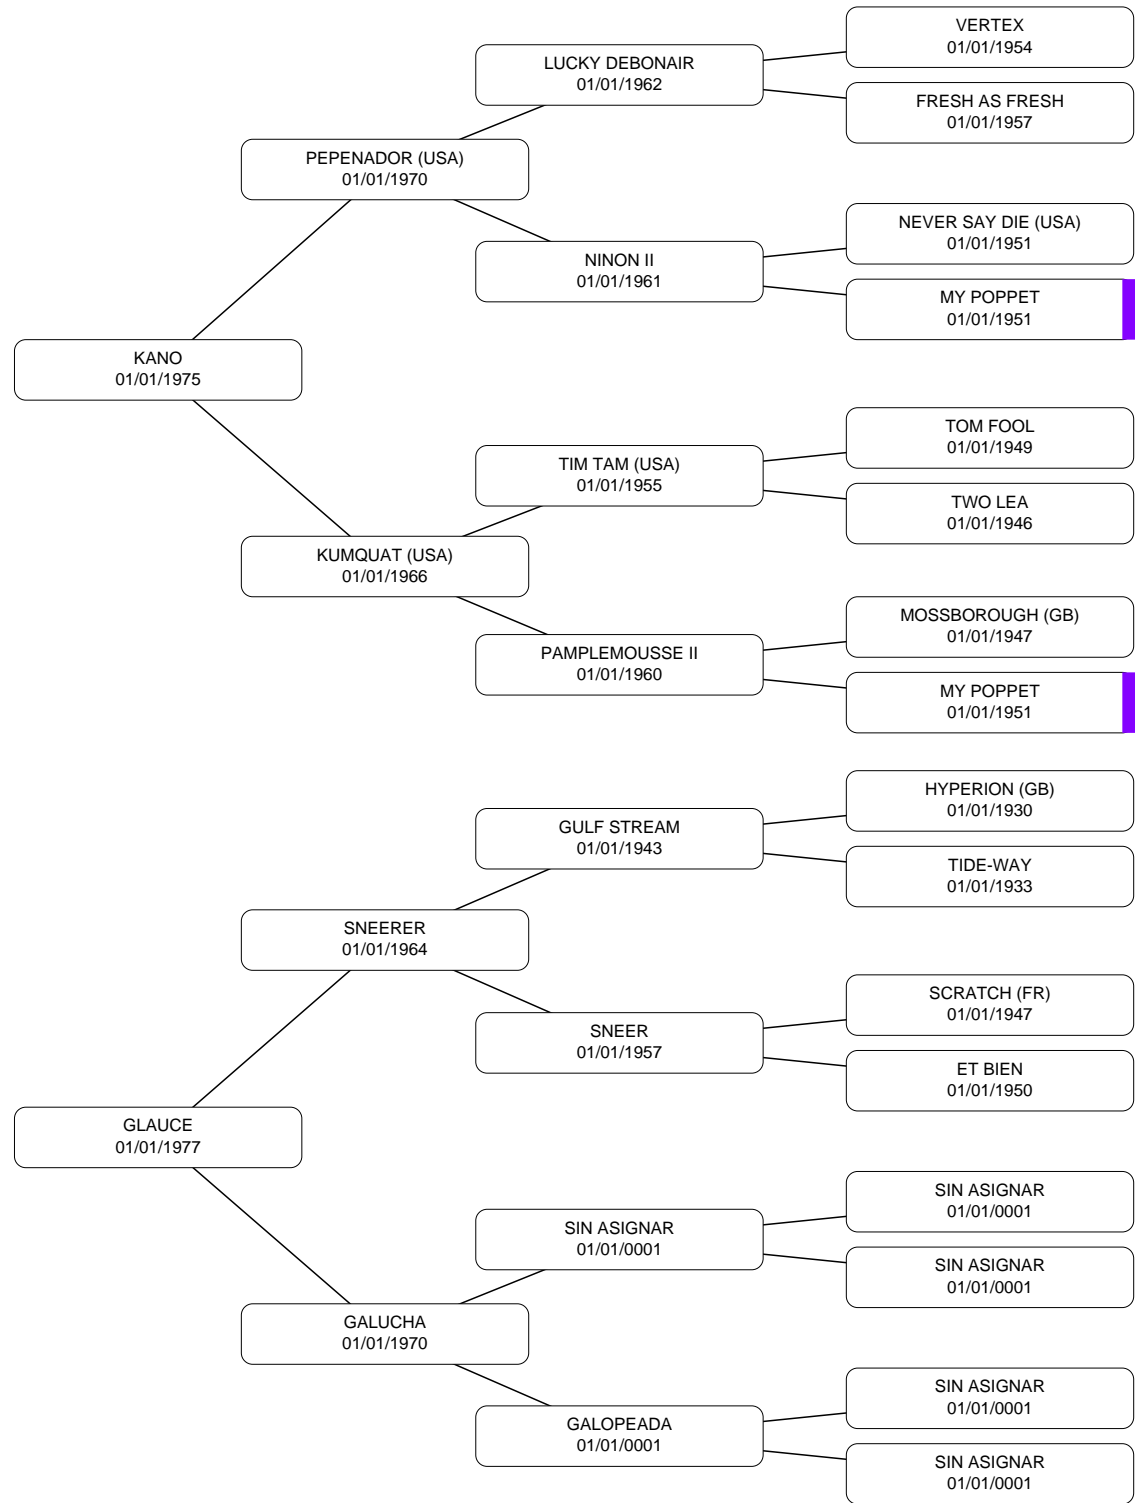 VERTEX
01/01/1954
LUCKY DEBONAIR
01/01/1962
FRESH AS FRESH
01/01/1957
PEPENADOR (USA)
01/01/1970
NEVER SAY DIE (USA)
01/01/1951
NINON II
01/01/1961
MY POPPET
01/01/1951
KANO
01/01/1975
TOM FOOL
01/01/1949
TIM TAM (USA)
01/01/1955
TWO LEA
01/01/1946
KUMQUAT (USA)
01/01/1966
MOSSBOROUGH (GB)
01/01/1947
PAMPLEMOUSSE II
01/01/1960
MY POPPET
01/01/1951
HYPERION (GB)
01/01/1930
GULF STREAM
01/01/1943
TIDE-WAY
01/01/1933
SNEERER
01/01/1964
SCRATCH (FR)
01/01/1947
SNEER
01/01/1957
ET BIEN
01/01/1950
GLAUCE
01/01/1977
SIN ASIGNAR
01/01/0001
SIN ASIGNAR
01/01/0001
SIN ASIGNAR
01/01/0001
GALUCHA
01/01/1970
SIN ASIGNAR
01/01/0001
GALOPEADA
01/01/0001
SIN ASIGNAR
01/01/0001